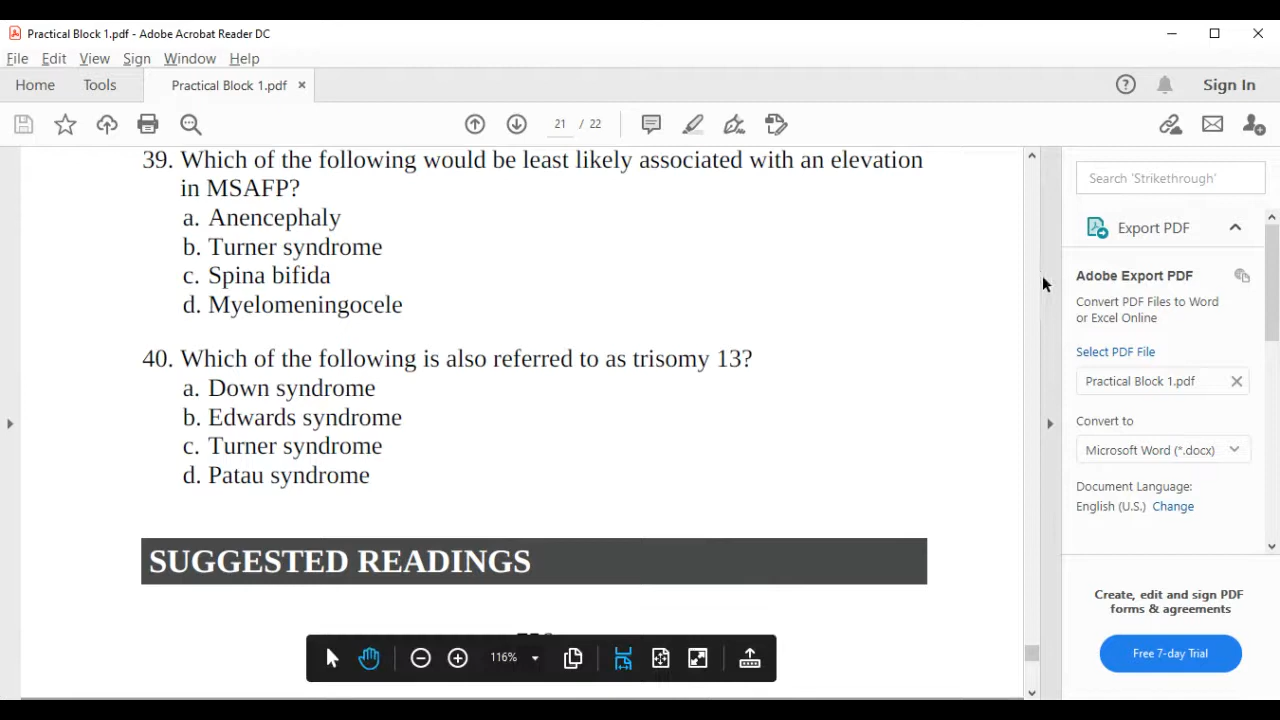 Practical Block 1.pdf - Adobe Acrobat Reader DC
File Edit View Sign Window Help
Home Tools Practical Block 1.pdf × Sign In
21 / 22
39. Which of the following would be least likely associated with an elevation
in MSAFP?
a. Anencephaly
b. Turner syndrome
c. Spina bifida
d. Myelomeningocele
40. Which of the following is also referred to as trisomy 13?
a. Down syndrome
b. Edwards syndrome
c. Turner syndrome
d. Patau syndrome
SUGGESTED READINGS
116%
Search 'Strikethrough'
Export PDF
Adobe Export PDF
Convert PDF Files to Word
or Excel Online
Select PDF File
Practical Block 1.pdf
Convert to
Microsoft Word (*.docx)
Document Language:
English (U.S.) Change
Create, edit and sign PDF
forms & agreements
Free 7-day Trial